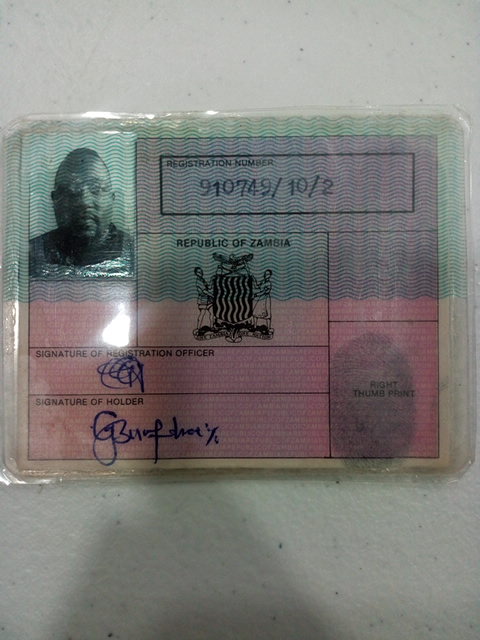 REGISTRATION NUMBER
910749/10/2
REPUBLIC OF ZAMBIA
SIGNATURE OF REGISTRATION OFFICER
SIGNATURE OF HOLDER
RIGHT
THUMB PRINT